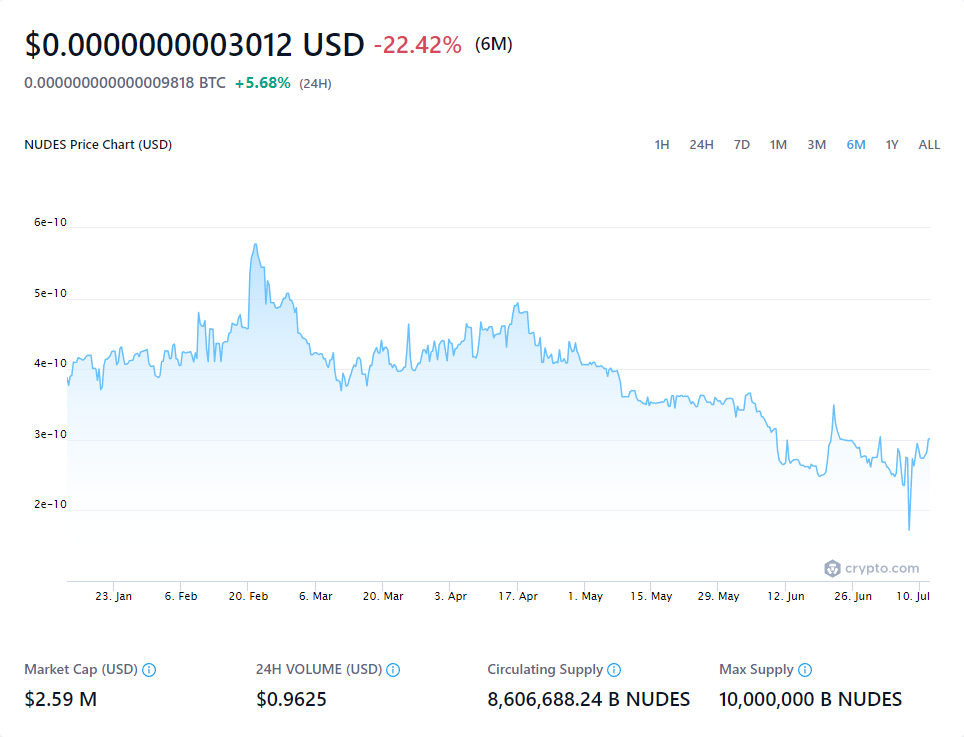 $0.0000000003012 USD -22.42% (6M)
0.000000000000009818 BTC +5.68% (24H)
NUDES Price Chart (USD) 1H 24H 7D 1M 3M 6M 1Y ALL
6e-10
5e-10
4e-10
3e-10
2e-10
crypto.com
23. Jan 6. Feb 20. Feb 6. Mar 20. Mar 3. Apr 17. Apr 1. May 15. May 29. May 12. Jun 26. Jun 10. Jul
Market Cap (USD) 24H VOLUME (USD) Circulating Supply Max Supply
$2.59 M $0.9625 8,606,688.24 B NUDES 10,000,000 B NUDES